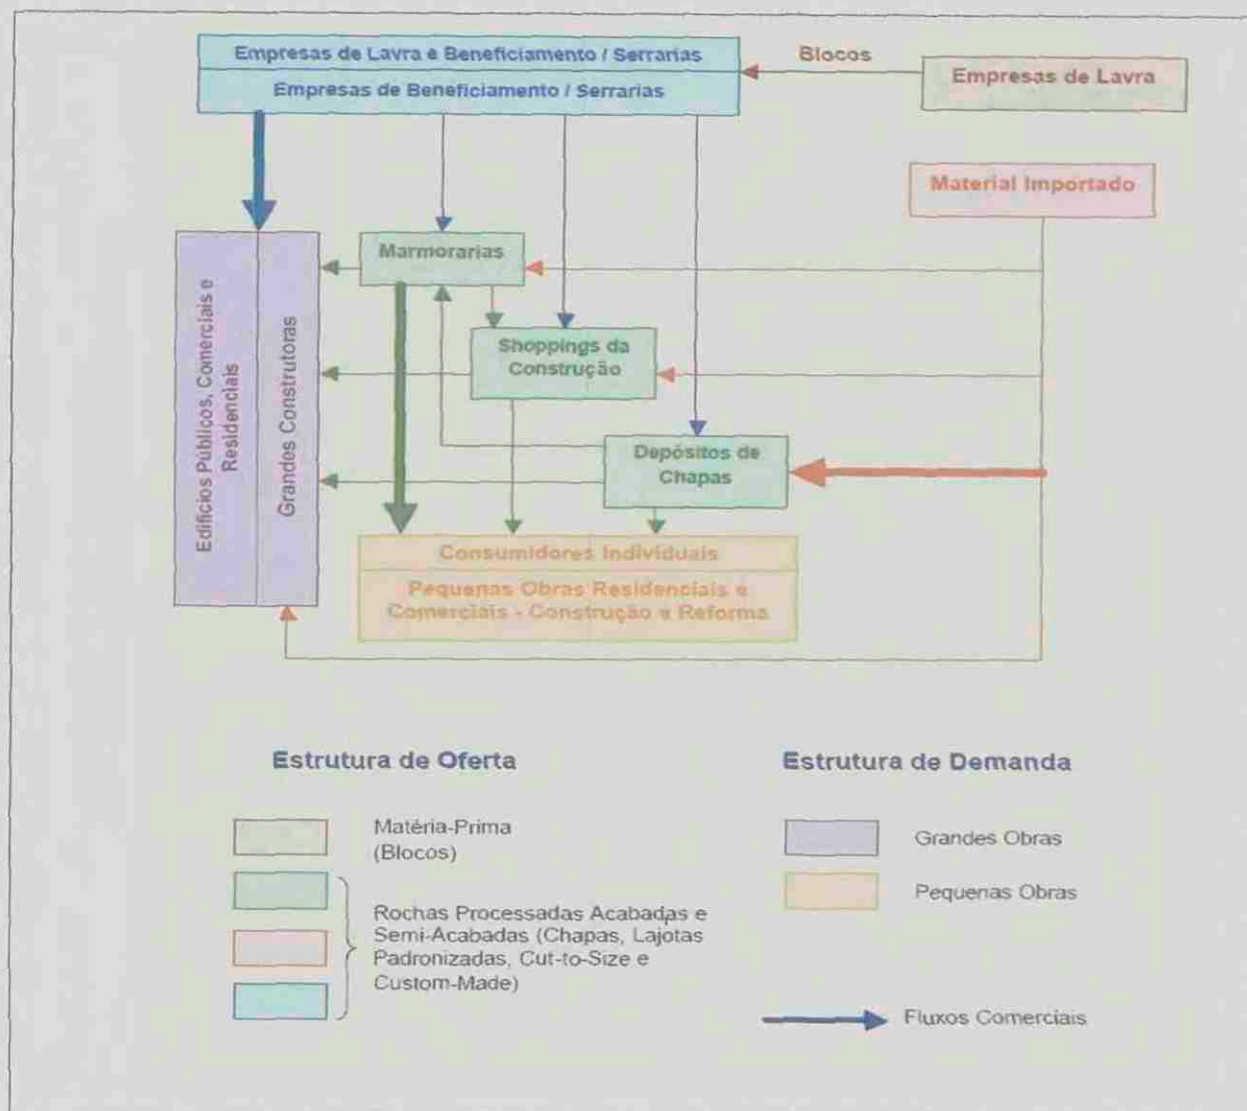 Empresas de Lavra e Beneficiamento / Serrarias
Empresas de Beneficiamento / Serrarias
Blocos
Empresas de Lavra
Material Importado
Edifícios Públicos, Comerciais e
Residenciais
Grandes Construtoras
Marmorarias
Shoppings da
Construção
Depósitos de
Chapas
Consumidores Individuais
Pequenas Obras Residenciais e
Comerciais - Construção e Reforma
Estrutura de Oferta
Matéria-Prima
(Blocos)
Rochas Processadas Acabadas e
Semi-Acabadas (Chapas, Lajotas
Padronizadas, Cut-to-Size e
Custom-Made)
Estrutura de Demanda
Grandes Obras
Pequenas Obras
Fluxos Comerciais